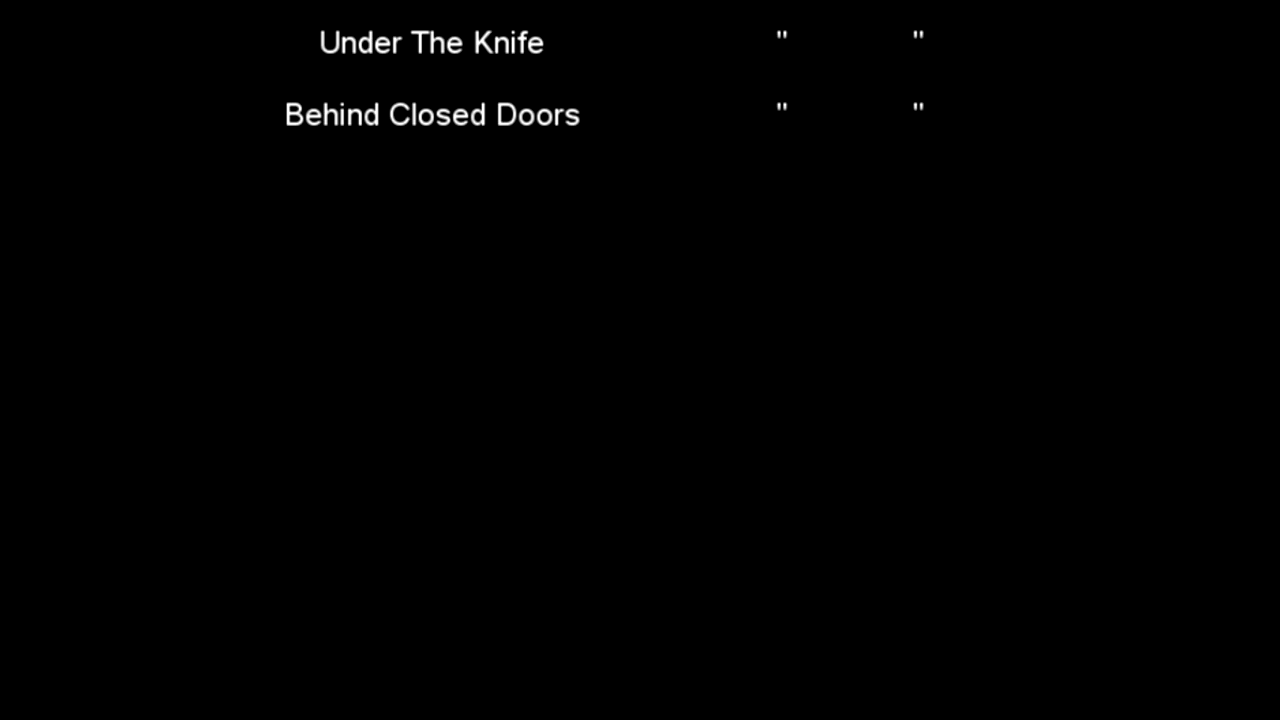 Under The Knife " "
Behind Closed Doors " "